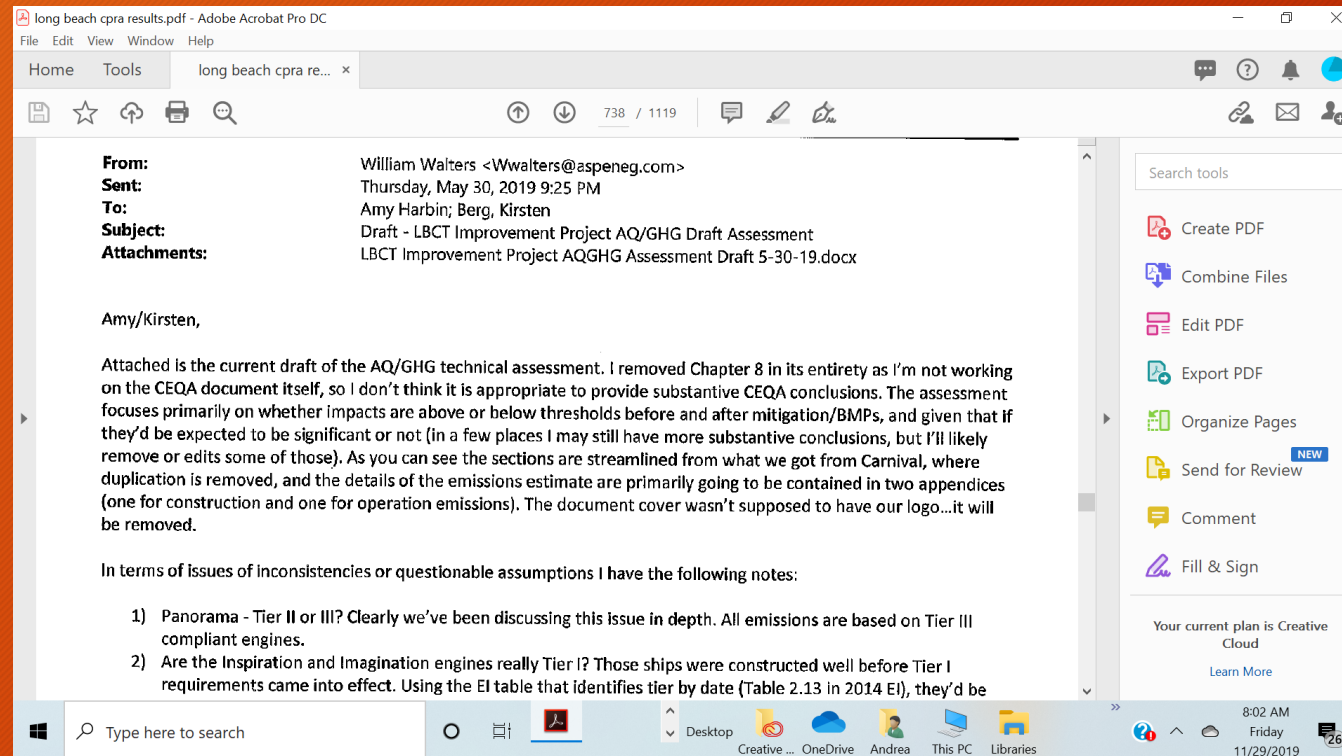 long beach cpra results.pdf - Adobe Acrobat Pro DC
File Edit View Window Help
Home Tools long beach cpra re... ×
738 / 1119
From: William Walters <Wwalters@aspeneg.com>
Sent: Thursday, May 30, 2019 9:25 PM
To: Amy Harbin; Berg, Kirsten
Subject: Draft - LBCT Improvement Project AQ/GHG Draft Assessment
Attachments: LBCT Improvement Project AQGHG Assessment Draft 5-30-19.docx
Amy/Kirsten,
Attached is the current draft of the AQ/GHG technical assessment. I removed Chapter 8 in its entirety as I'm not working
on the CEQA document itself, so I don't think it is appropriate to provide substantive CEQA conclusions. The assessment
focuses primarily on whether impacts are above or below thresholds before and after mitigation/BMPs, and given that if
they'd be expected to be significant or not (in a few places I may still have more substantive conclusions, but I'll likely
remove or edits some of those). As you can see the sections are streamlined from what we got from Carnival, where
duplication is removed, and the details of the emissions estimate are primarily going to be contained in two appendices
(one for construction and one for operation emissions). The document cover wasn't supposed to have our logo...it will
be removed.
In terms of issues of inconsistencies or questionable assumptions I have the following notes:
1) Panorama - Tier II or III? Clearly we've been discussing this issue in depth. All emissions are based on Tier III
compliant engines.
2) Are the Inspiration and Imagination engines really Tier I? Those ships were constructed well before Tier I
requirements came into effect. Using the EI table that identifies tier by date (Table 2.13 in 2014 EI), they'd be
Search tools
Create PDF
Combine Files
Edit PDF
Export PDF
Organize Pages
NEW
Send for Review
Comment
Fill & Sign
Your current plan is Creative
Cloud
Learn More
Type here to search
Desktop
Creative ... OneDrive Andrea This PC Libraries
8:02 AM
Friday
11/29/2019
26